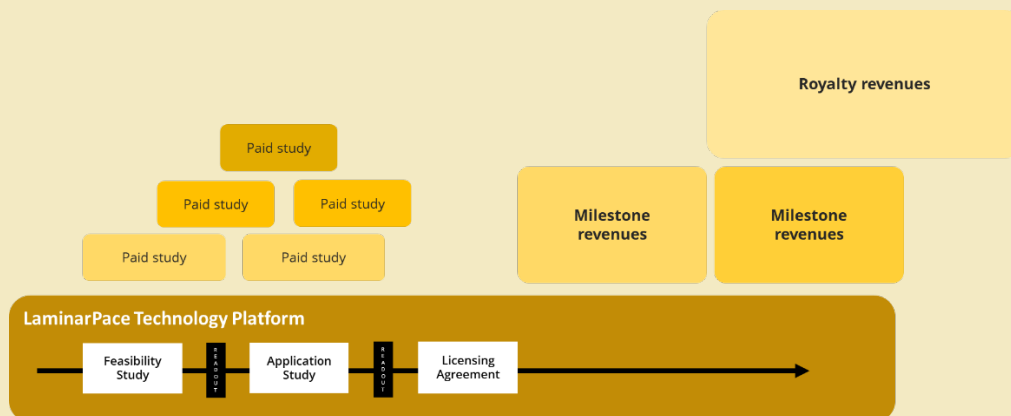 Royalty revenues
Paid study
Paid study
Paid study
Milestone
revenues
Milestone
revenues
Paid study
Paid study
LaminarPace Technology Platform
Feasibility
Study
READOUT
Application
Study
READOUT
Licensing
Agreement